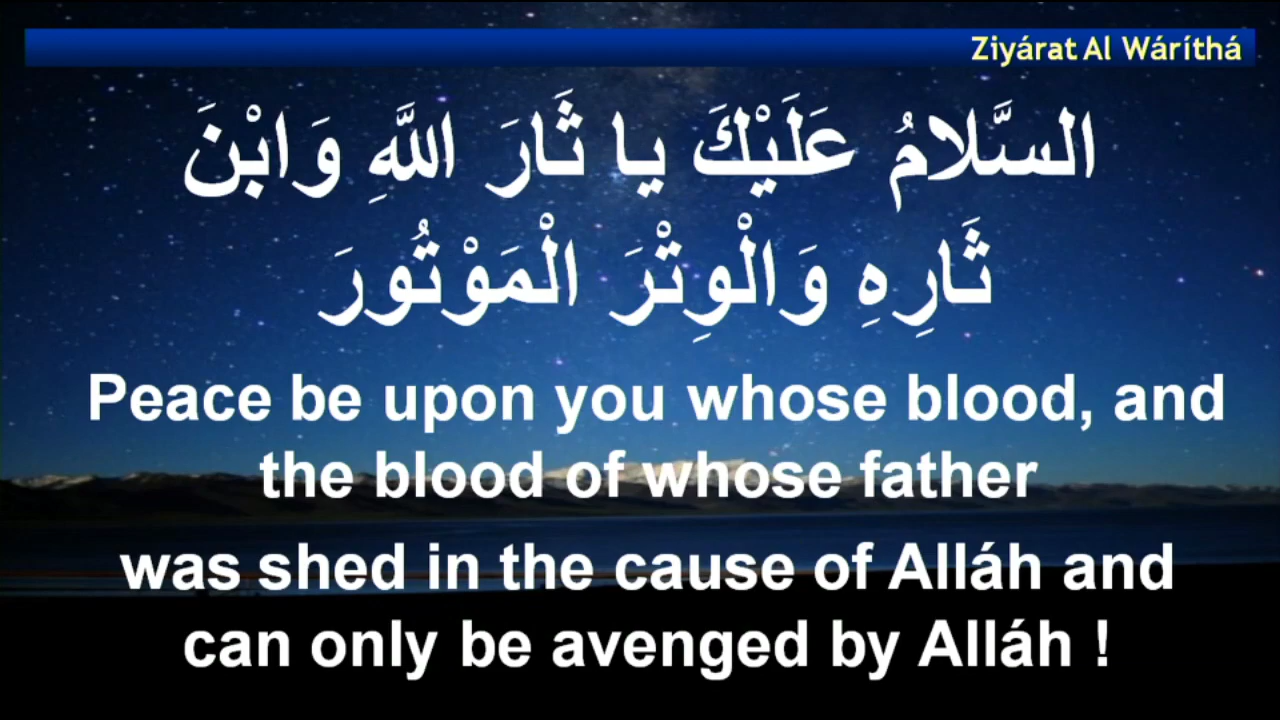 Ziyárat Al Wáríthá
السَّلامُ عَلَيْكَ يا ثَارَ اللَّهِ وَابْنَ
ثَارِهِ وَالْوِتْرَ الْمَوْتُورَ
Peace be upon you whose blood, and
the blood of whose father
was shed in the cause of Alláh and
can only be avenged by Alláh !